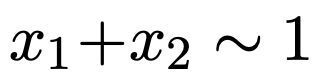 x₁+x₂ ∼ 1